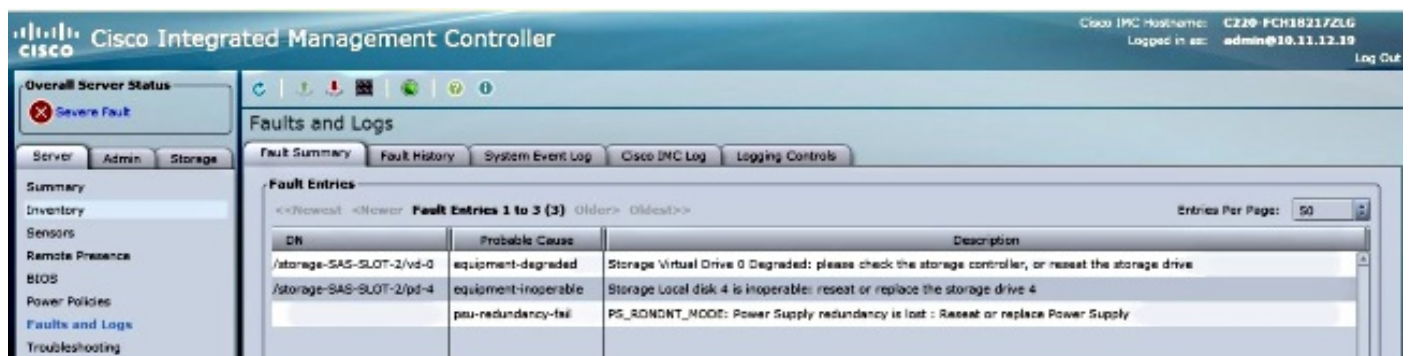 Cisco IMC Hostname: C220-FCH18217ZLG
CISCO Cisco Integrated Management Controller
Logged in as: admin@10.11.12.19
Log Out
Overall Server Status
Severe Fault
Faults and Logs
Server Admin Storage
Fault Summary Fault History System Event Log Cisco IMC Log Logging Controls
Summary
Inventory
Sensors
Remote Presence
BIOS
Power Policies
Faults and Logs
Troubleshooting
Fault Entries
<<Newest <Newer Fault Entries 1 to 3 (3) Older> Oldest>>
Entries Per Page: 50
DN Probable Cause Description
/storage-SAS-SLOT-2/vd-0 equipment-degraded Storage Virtual Drive 0 Degraded: please check the storage controller, or reseat the storage drive
/storage-SAS-SLOT-2/pd-4 equipment-inoperable Storage Local disk 4 is inoperable: reseat or replace the storage drive 4
psu-redundancy-fail PS_RDNDNT_MODE: Power Supply redundancy is lost : Reseat or replace Power Supply